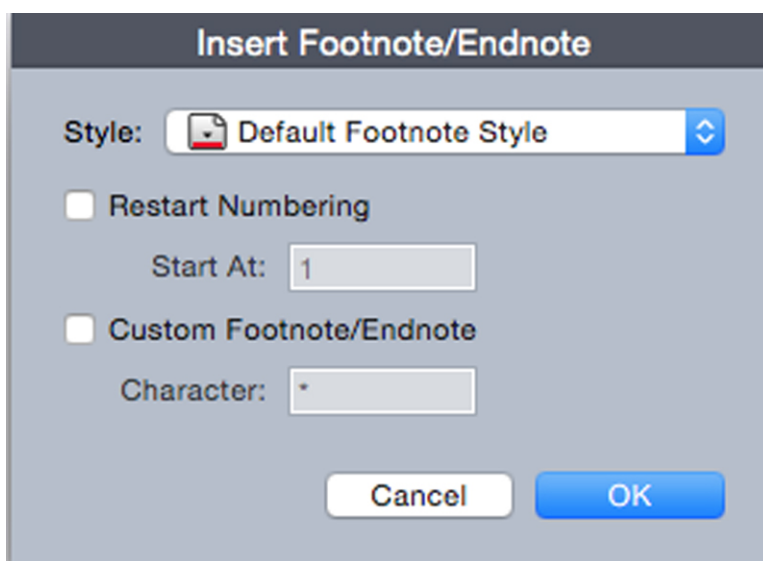 Insert Footnote/Endnote
Style: Default Footnote Style
Restart Numbering
Start At: 1
Custom Footnote/Endnote
Character: *
Cancel OK